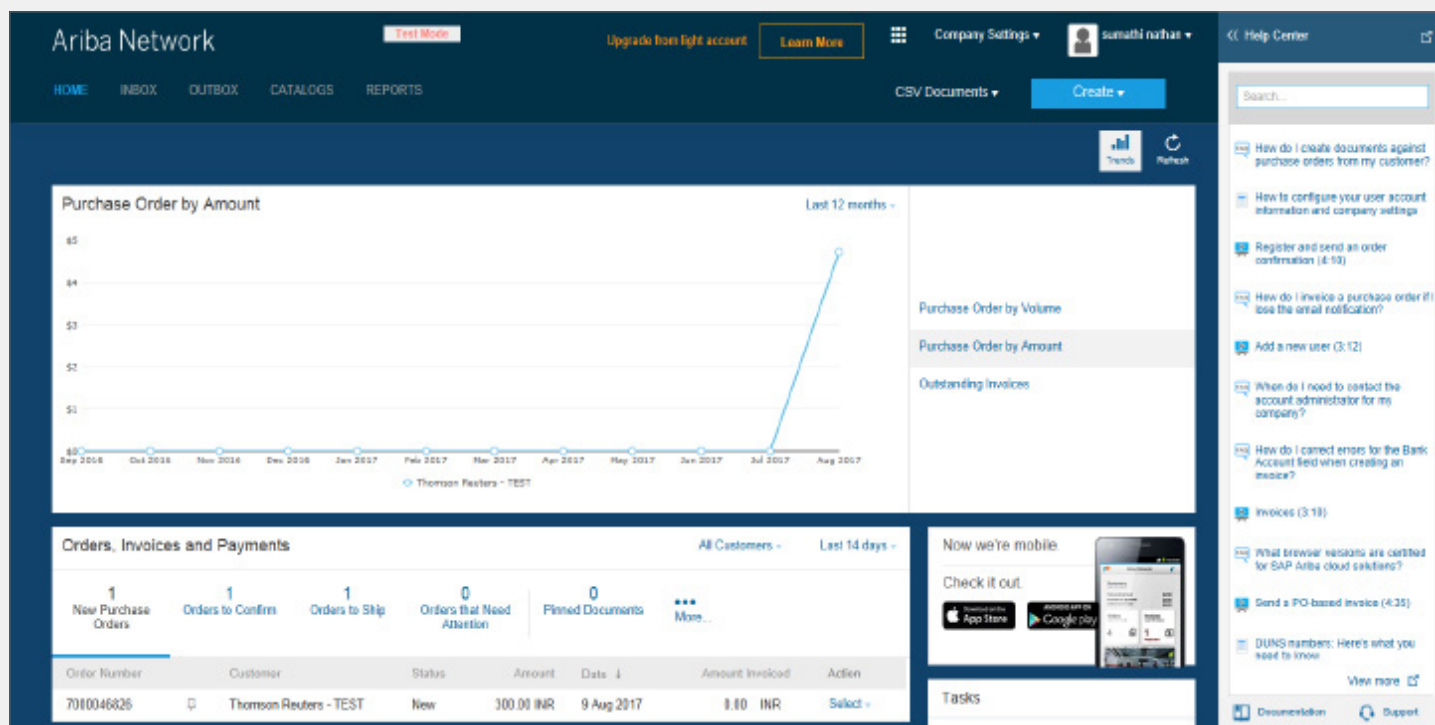 Ariba Network
Test Mode
Upgrade from light account
Learn More
Company Settings
sumathi nathan
Help Center
HOME INBOX OUTBOX CATALOGS REPORTS
CSV Documents
Create
Search...
Trends
Refresh
Purchase Order by Amount
Last 12 months
$5
$4
$3
$2
$1
$0
Sep 2016 Oct 2016 Nov 2016 Dec 2016 Jan 2017 Feb 2017 Mar 2017 Apr 2017 May 2017 Jun 2017 Jul 2017 Aug 2017
Thomson Reuters - TEST
Purchase Order by Volume
Purchase Order by Amount
Outstanding Invoices
How do I create documents against
purchase orders from my customer?
How to configure your user account
information and company settings
Register and send an order
confirmation (4:10)
How do I invoice a purchase order if I
lose the email notification?
Add a new user (3:12)
When do I need to contact the
account administrator for my
company?
How do I correct errors for the Bank
Account field when creating an
invoice?
Invoices (3:19)
What browser versions are certified
for SAP Ariba cloud solutions?
Send a PO-based invoice (4:35)
DUNS numbers: Here's what you
need to know
View more
Documentation
Support
Orders, Invoices and Payments
All Customers
Last 14 days
1
New Purchase
Orders
1
Orders to Confirm
1
Orders to Ship
0
Orders that Need
Attention
0
Pinned Documents
More...
Order Number Customer Status Amount Date ↓ Amount Invoiced Action
7000046826 Thomson Reuters - TEST New 300.00 INR 9 Aug 2017 0.00 INR Select
Now we're mobile.
Check it out.
Download on the
App Store
ANDROID APP ON
Google play
Tasks